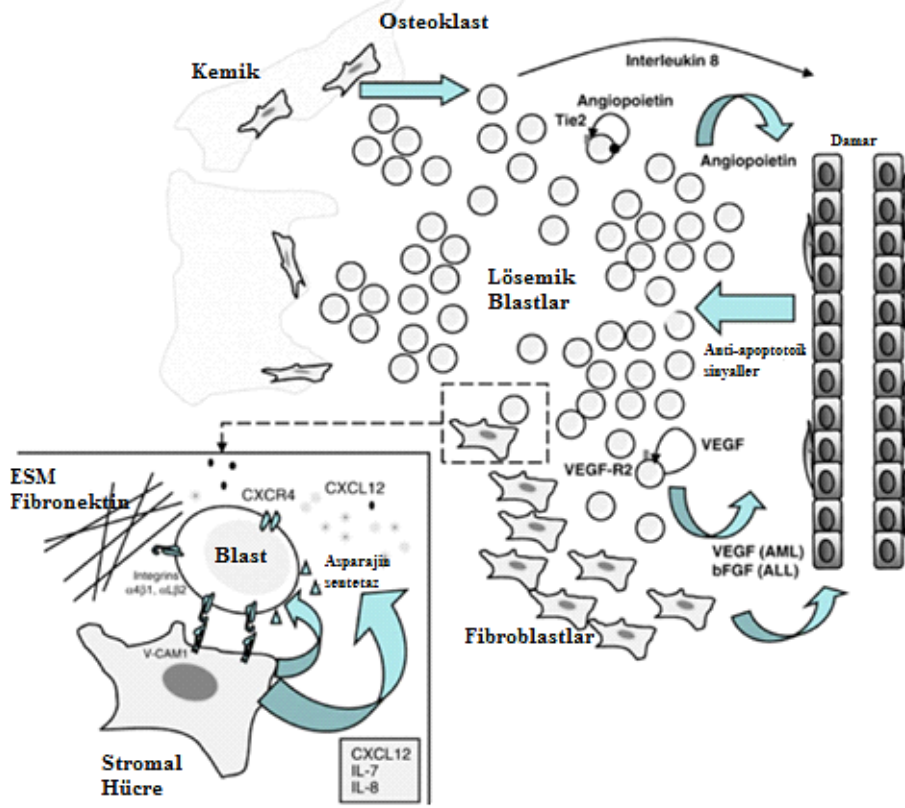 Osteoklast
Kemik
Interleukin 8
Angiopoietin
Tie2
Angiopoietin
Damar
Lösemik
Blastlar
Anti-apoptotoik
sinyaller
VEGF
VEGF-R2
VEGF (AML)
bFGF (ALL)
Fibroblastlar
ESM
Fibronektin
CXCR4
CXCL12
Blast
Asparajin
sentetaz
Integrins
α4β1, αLβ2
V-CAM1
Stromal
Hücre
CXCL12
IL-7
IL-8